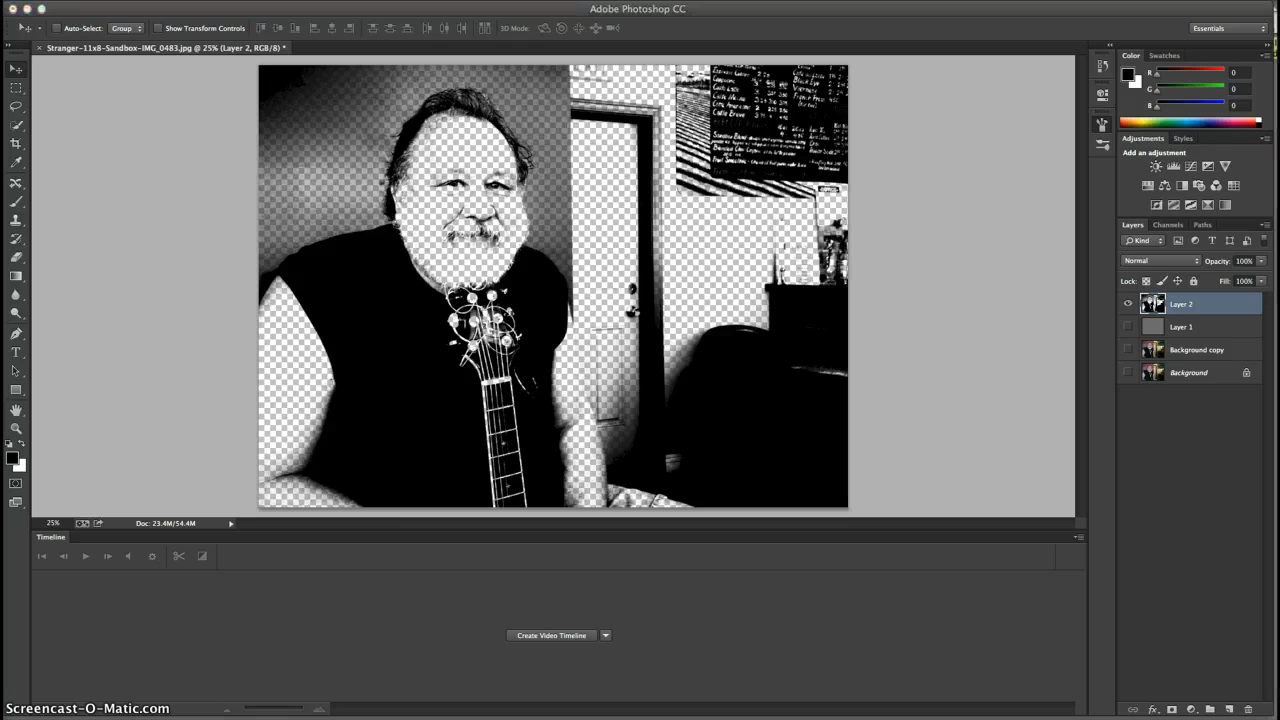 Adobe Photoshop CC
Auto-Select: Group Show Transform Controls 3D Mode: Essentials
× Stranger-11x8-Sandbox-IMG_0483.jpg @ 25% (Layer 2, RGB/8) *
Color Swatches
R 0
G 0
B 0
Adjustments Styles
Add an adjustment
Layers Channels Paths
Kind
Normal Opacity: 100%
Lock: Fill: 100%
Layer 2
Layer 1
Background copy
Background
25% Doc: 23.4M/54.4M
Timeline
Create Video Timeline
Screencast-O-Matic.com
fx